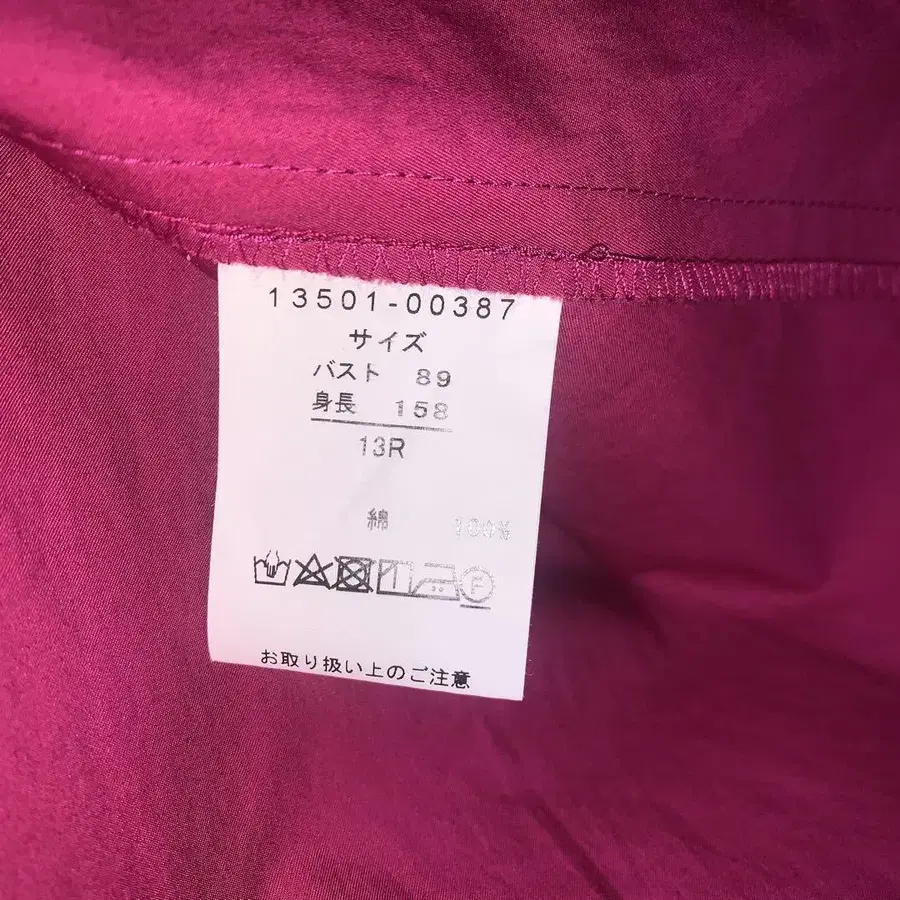 13501-00387
サイズ
バスト 89
身長 158
13R
綿 100%
F
お取り扱い上のご注意